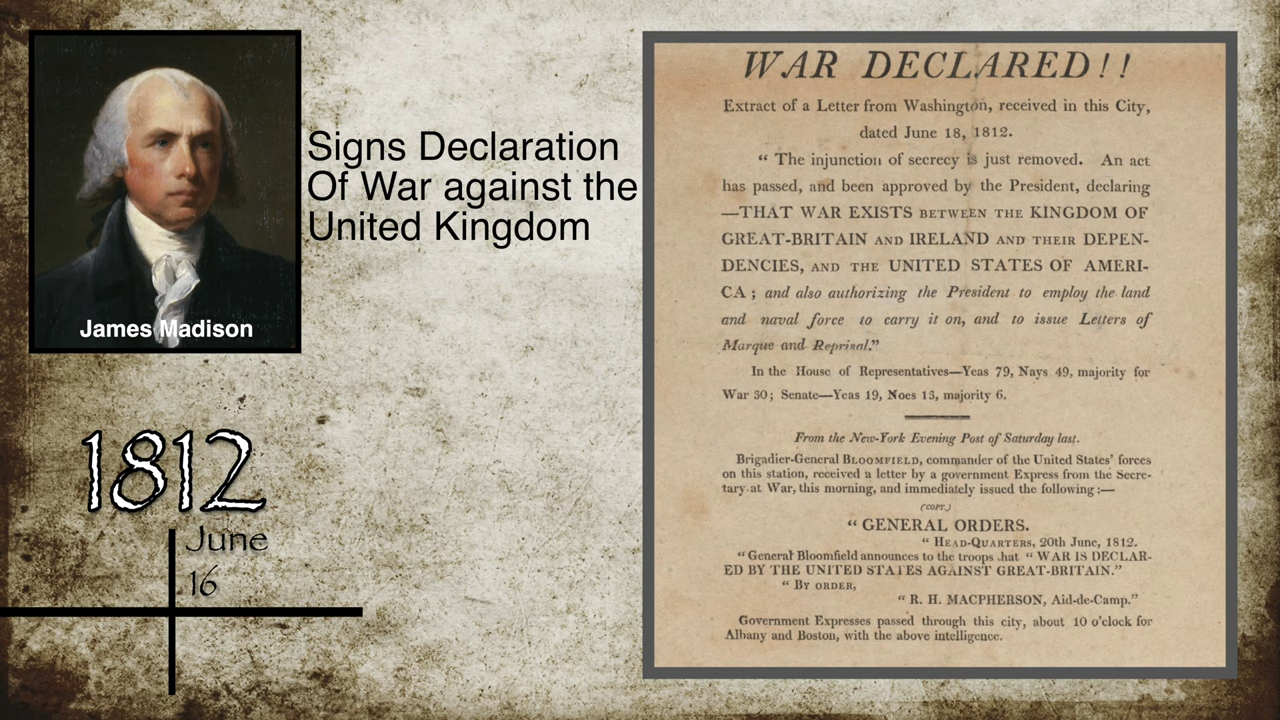 James Madison
Signs Declaration
Of War against the
United Kingdom
1812
June
16
WAR DECLARED!!
Extract of a Letter from Washington, received in this City,
dated June 18, 1812.
“ The injunction of secrecy is just removed. An act
has passed, and been approved by the President, declaring
—THAT WAR EXISTS BETWEEN THE KINGDOM OF
GREAT-BRITAIN AND IRELAND AND THEIR DEPEN-
DENCIES, AND THE UNITED STATES OF AMERI-
CA ; and also authorizing the President to employ the land
and naval force to carry it on, and to issue Letters of
Marque and Reprisal.”
In the House of Representatives—Yeas 79, Nays 49, majority for
War 30; Senate—Yeas 19, Noes 13, majority 6.
From the New-York Evening Post of Saturday last.
Brigadier-General BLOOMFIELD, commander of the United States’ forces
on this station, received a letter by a government Express from the Secre-
tary at War, this morning, and immediately issued the following :—
(COPY.)
“ GENERAL ORDERS.
“ HEAD-QUARTERS, 20th June, 1812.
“ General Bloomfield announces to the troops hat “ WAR IS DECLAR-
ED BY THE UNITED STATES AGAINST GREAT-BRITAIN.”
“ BY ORDER,
“ R. H. MACPHERSON, Aid-de-Camp.”
Government Expresses passed through this city, about 10 o’clock for
Albany and Boston, with the above intelligence.